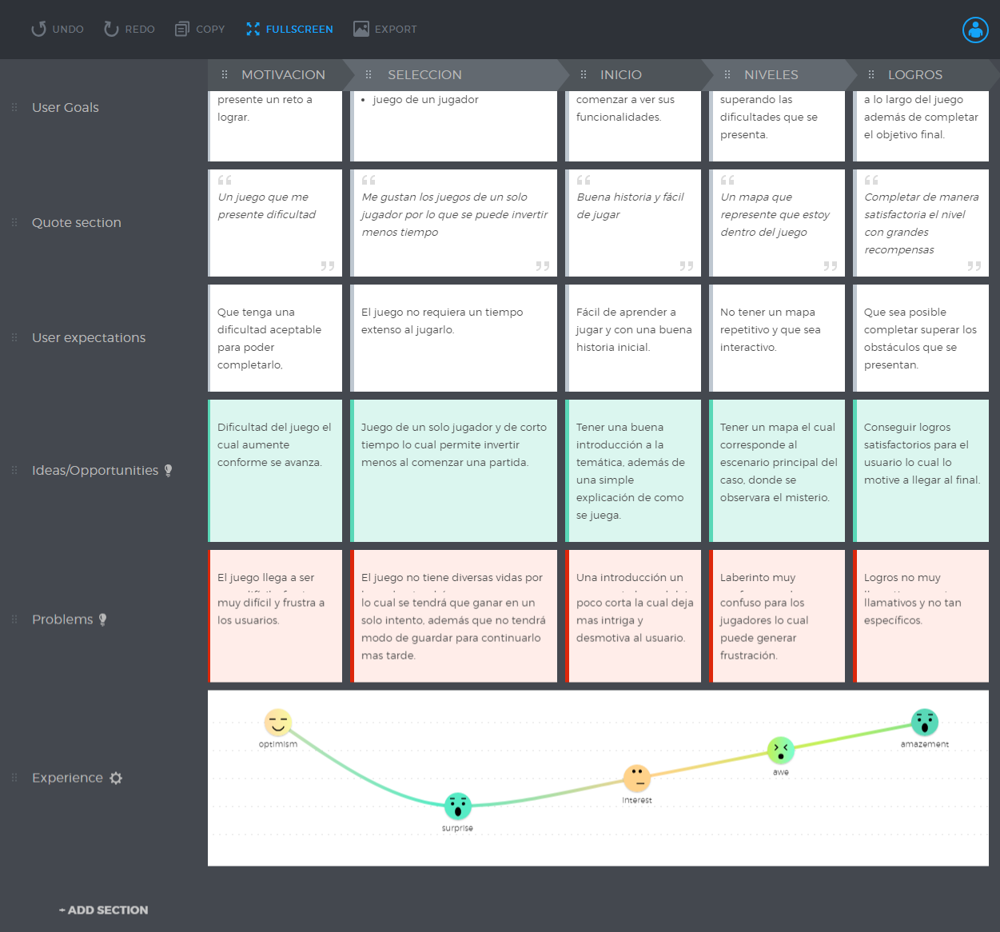 UNDO
REDO
COPY
FULLSCREEN
EXPORT
MOTIVACION
SELECCION
INICIO
NIVELES
LOGROS
User Goals
presente un reto a
lograr.
• juego de un jugador
comenzar a ver sus
funcionalidades.
superando las
dificultades que se
presenta.
a lo largo del juego
además de completar
el objetivo final.
Quote section
Un juego que me
presente dificultad
Me gustan los juegos de un solo
jugador por lo que se puede invertir
menos tiempo
Buena historia y fácil
de jugar
Un mapa que
represente que estoy
dentro del juego
Completar de manera
satisfactoria el nivel
con grandes
recompensas
User expectations
Que tenga una
dificultad aceptable
para poder
completarlo,
El juego no requiera un tiempo
extenso al jugarlo.
Fácil de aprender a
jugar y con una buena
historia inicial.
No tener un mapa
repetitivo y que sea
interactivo.
Que sea posible
completar superar los
obstáculos que se
presentan.
Ideas/Opportunities
Dificultad del juego el
cual aumente
conforme se avanza.
Juego de un solo jugador y de corto
tiempo lo cual permite invertir
menos al comenzar una partida.
Tener una buena
introducción a la
temática, además de
una simple
explicación de como
se juega.
Tener un mapa el cual
corresponde al
escenario principal del
caso, donde se
observara el misterio.
Conseguir logros
satisfactorios para el
usuario lo cual lo
motive a llegar al final.
Problems
El juego llega a ser
muy difícil y frustra a
los usuarios.
El juego no tiene diversas vidas por
lo cual se tendrá que ganar en un
solo intento, además que no tendrá
modo de guardar para continuarlo
mas tarde.
Una introducción un
poco corta la cual deja
mas intriga y
desmotiva al usuario.
Laberinto muy
confuso para los
jugadores lo cual
puede generar
frustración.
Logros no muy
llamativos y no tan
específicos.
Experience
optimism
surprise
interest
awe
amazement
+ ADD SECTION